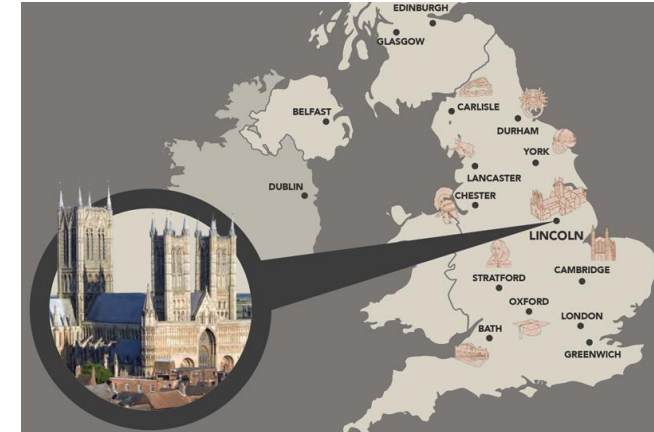 EDINBURGH
GLASGOW
CARLISLE
BELFAST
DURHAM
YORK
LANCASTER
DUBLIN
CHESTER
LINCOLN
CAMBRIDGE
STRATFORD
OXFORD
LONDON
BATH
GREENWICH